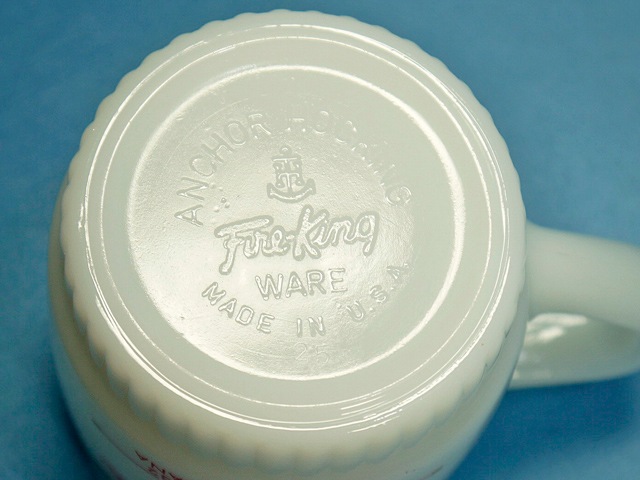 ANCHOR HOCKING
Fire-King
WARE
MADE IN U.S.A.